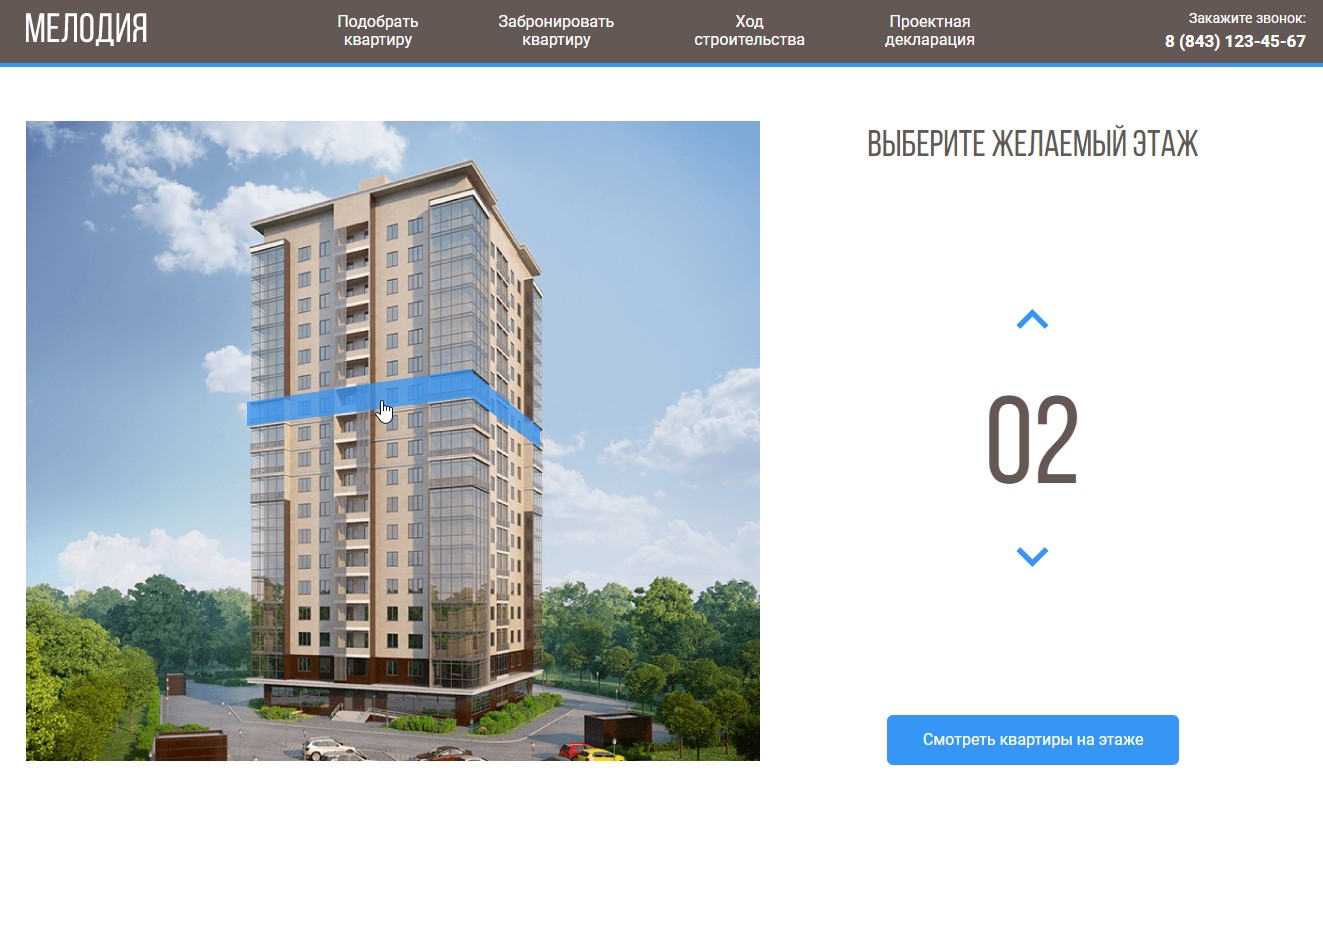 МЕЛОДИЯ
Подобрать
квартиру
Забронировать
квартиру
Ход
строительства
Проектная
декларация
Закажите звонок:
8 (843) 123-45-67
ВЫБЕРИТЕ ЖЕЛАЕМЫЙ ЭТАЖ
02
Смотреть квартиры на этаже